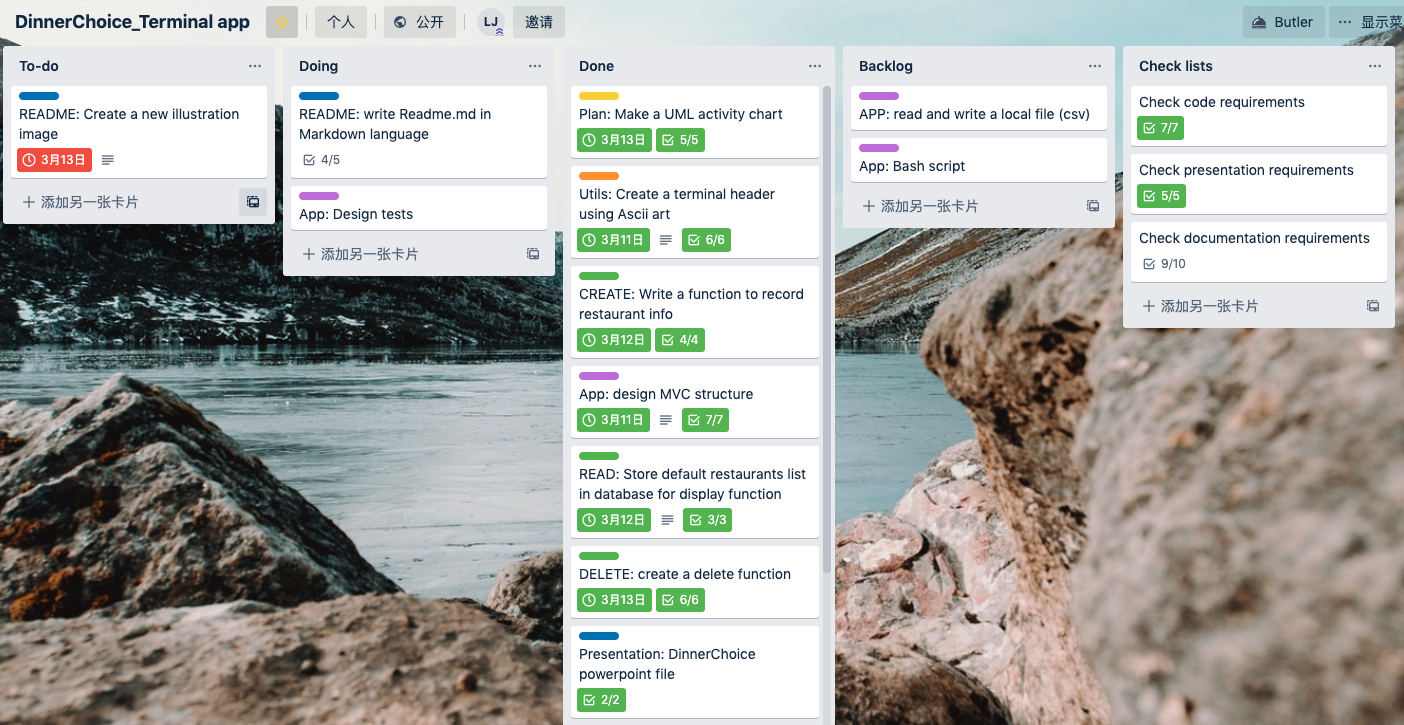 DinnerChoice_Terminal app
个人
公开
LJ
邀请
Butler
显示菜
To-do
README: Create a new illustration
image
3月13日
添加另一张卡片
Doing
README: write Readme.md in
Markdown language
4/5
App: Design tests
添加另一张卡片
Done
Plan: Make a UML activity chart
3月13日 5/5
Utils: Create a terminal header
using Ascii art
3月11日 6/6
CREATE: Write a function to record
restaurant info
3月12日 4/4
App: design MVC structure
3月11日 7/7
READ: Store default restaurants list
in database for display function
3月12日 3/3
DELETE: create a delete function
3月13日 6/6
Presentation: DinnerChoice
powerpoint file
2/2
Backlog
APP: read and write a local file (csv)
App: Bash script
添加另一张卡片
Check lists
Check code requirements
7/7
Check presentation requirements
5/5
Check documentation requirements
9/10
添加另一张卡片